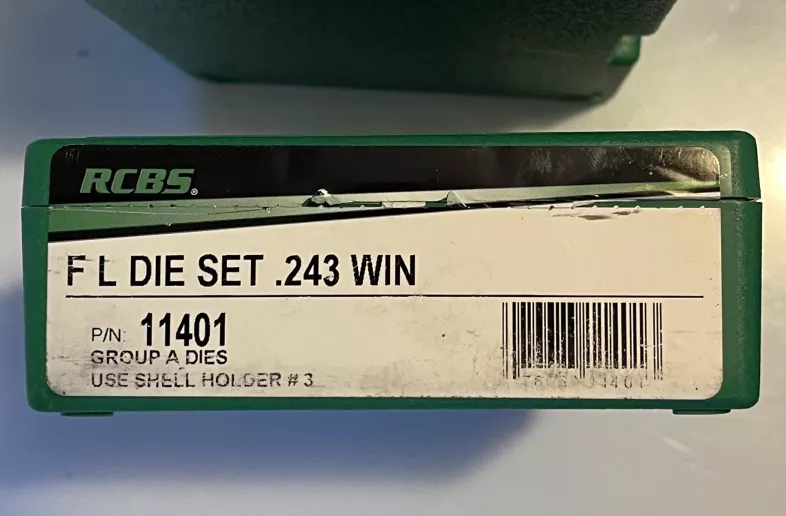 RCBS.
F L DIE SET .243 WIN
P/N: 11401
GROUP A DIES
USE SHELL HOLDER # 3